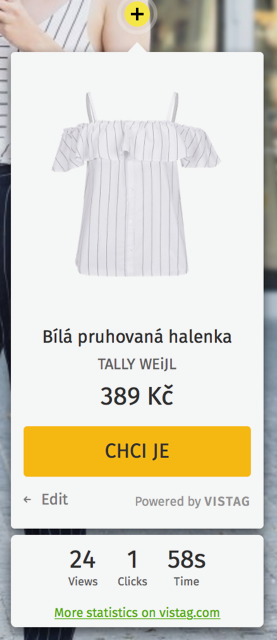 +
Bílá pruhovaná halenka
TALLY WEiJL
389 Kč
CHCI JE
← Edit
Powered by VISTAG
24 1 58s
Views Clicks Time
More statistics on vistag.com